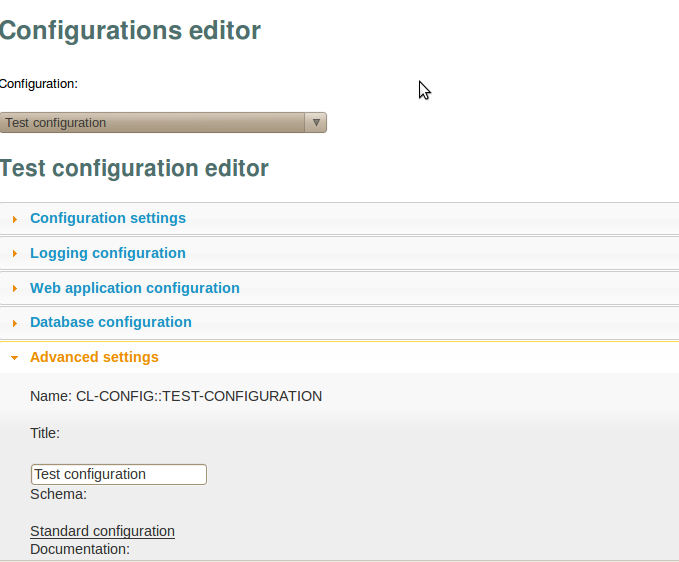 Configurations editor
Configuration:
Test configuration
Test configuration editor
Configuration settings
Logging configuration
Web application configuration
Database configuration
Advanced settings
Name: CL-CONFIG::TEST-CONFIGURATION
Title:
Test configuration
Schema:
Standard configuration
Documentation: